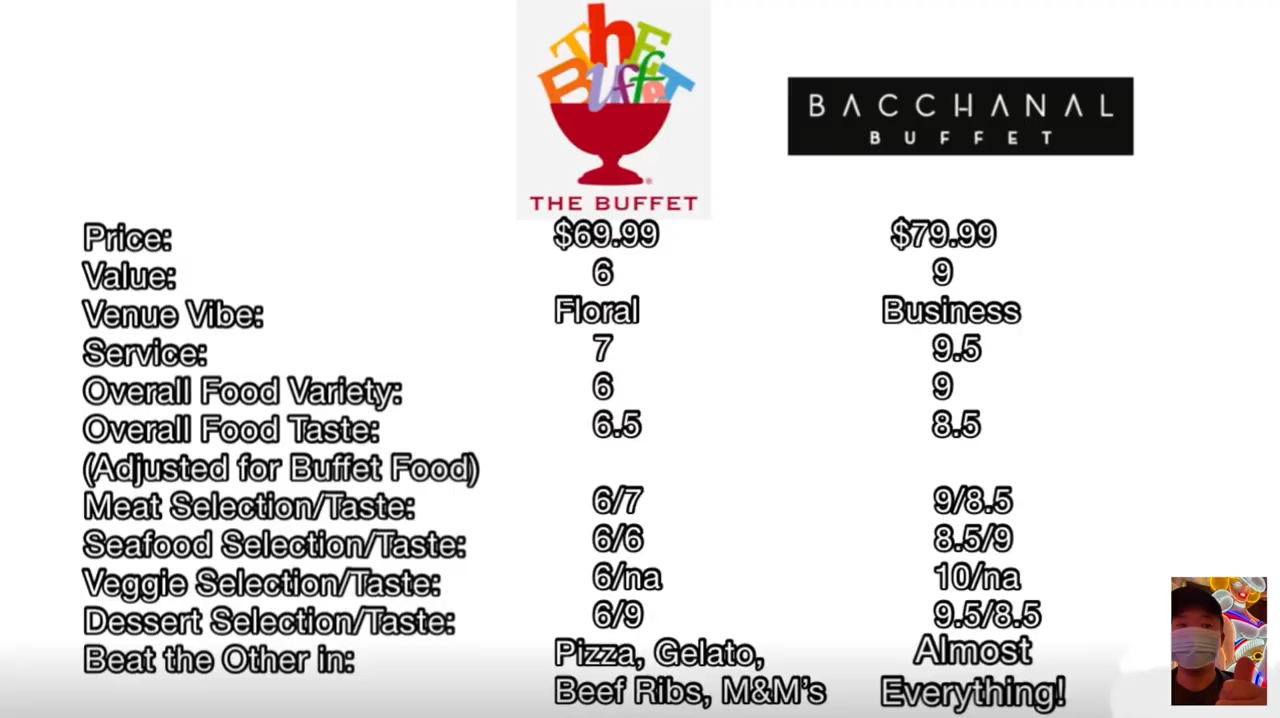 The Buffet
THE BUFFET
BACCHANAL
BUFFET
Price: $69.99 $79.99
Value: 6 9
Venue Vibe: Floral Business
Service: 7 9.5
Overall Food Variety: 6 9
Overall Food Taste: 6.5 8.5
(Adjusted for Buffet Food)
Meat Selection/Taste: 6/7 9/8.5
Seafood Selection/Taste: 6/6 8.5/9
Veggie Selection/Taste: 6/na 10/na
Dessert Selection/Taste: 6/9 9.5/8.5
Beat the Other in: Pizza, Gelato, Almost
Beef Ribs, M&M's Everything!